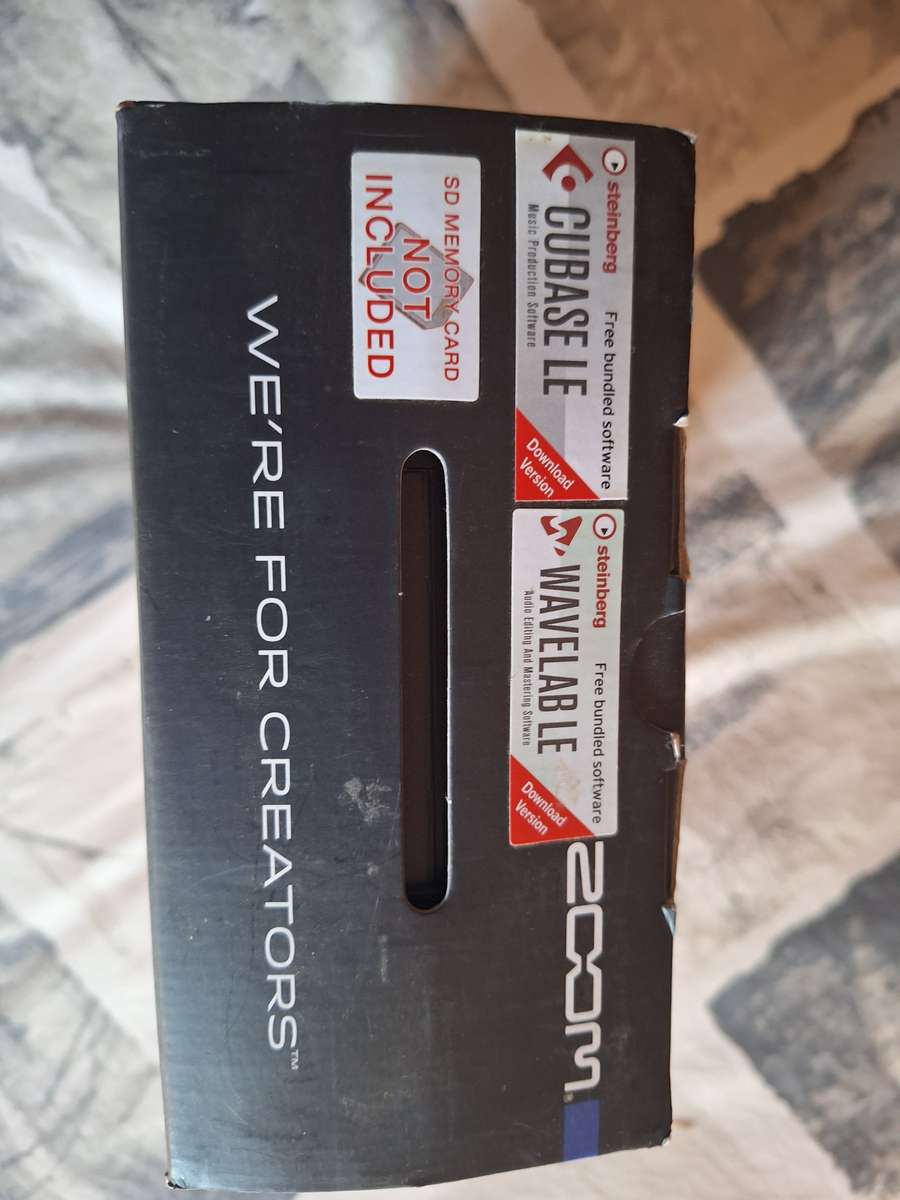 steinberg Free bundled software
CUBASE LE
Music Production Software
Download
Version
steinberg Free bundled software
WAVELAB LE
Audio Editing And Mastering Software
Download
Version
ZOOM®
SD MEMORY CARD
NOT
INCLUDED
WE'RE FOR CREATORS™